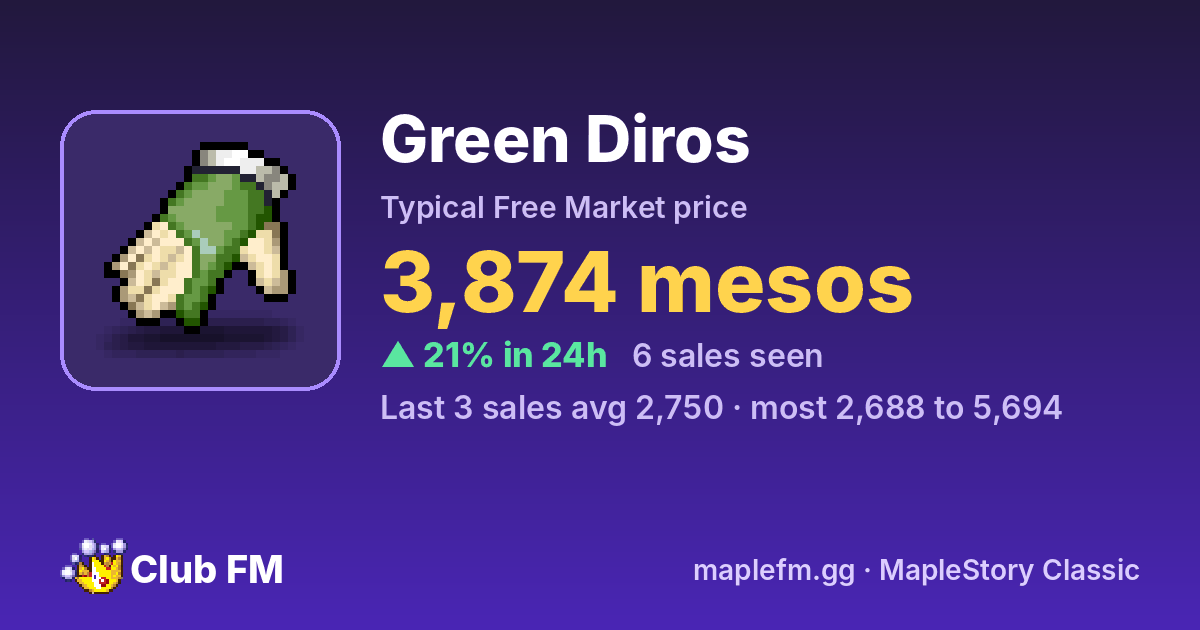 Green Diros
Typical Free Market price
3,874 mesos
▲ 21% in 24h 6 sales seen
Last 3 sales avg 2,750 · most 2,688 to 5,694
Club FM
maplefm.gg · MapleStory Classic